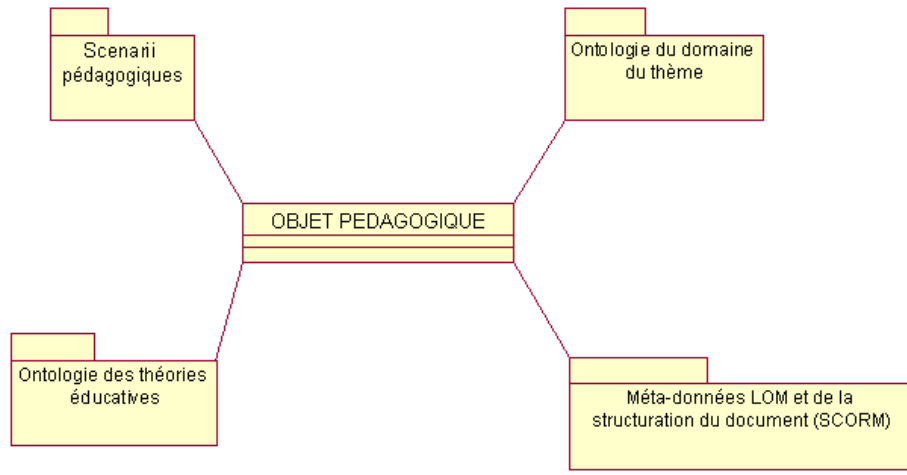 Scenarii
pédagogiques
Ontologie du domaine
du thème
OBJET PEDAGOGIQUE
Ontologie des théories
éducatives
Méta-données LOM et de la
structuration du document (SCORM)